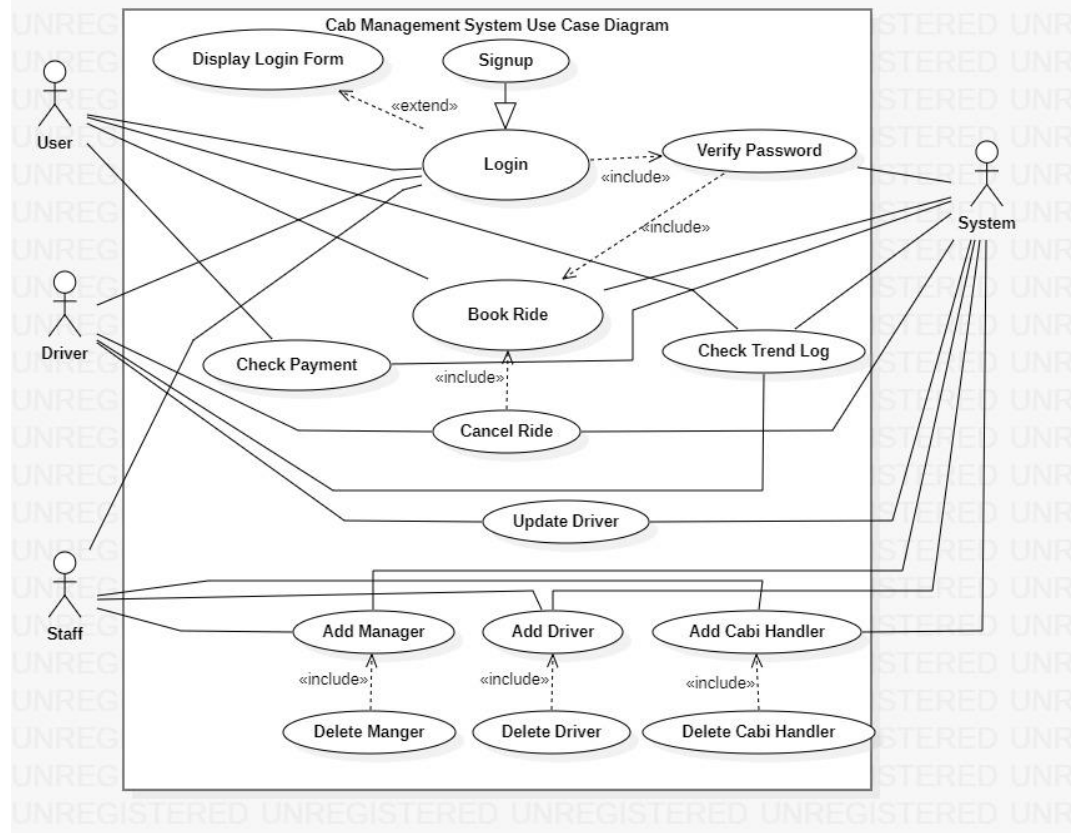 Cab Management System Use Case Diagram
Display Login Form
Signup
«extend»
User
Login
Verify Password
«include»
System
«include»
Driver
Book Ride
Check Payment
Check Trend Log
«include»
Cancel Ride
Update Driver
Staff
Add Manager
Add Driver
Add Cabi Handler
«include»
«include»
«include»
Delete Manger
Delete Driver
Delete Cabi Handler
UNREGISTERED UNREGISTERED UNREGISTERED UNREGISTERED UNR